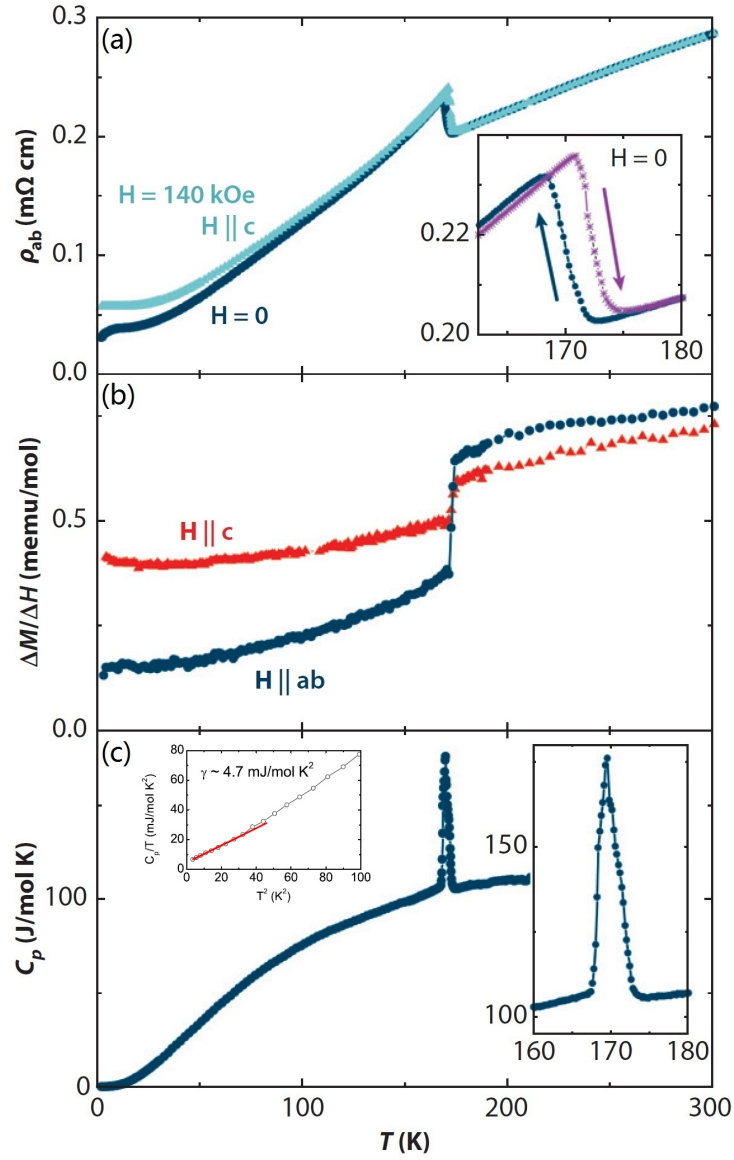 (a)
0.3
0.2
0.1
0.0
ρab (mΩ cm)
H = 140 kOe
H || c
H = 0
H = 0
0.22
0.20
170
180
(b)
0.5
0.0
ΔM/ΔH (memu/mol)
H || c
H || ab
(c)
100
0
Cp (J/mol K)
80
60
40
20
0
Cp/T (mJ/mol K²)
γ ~ 4.7 mJ/mol K²
0
20
40
60
80
100
T² (K²)
150
100
160
170
180
0
100
200
300
T (K)